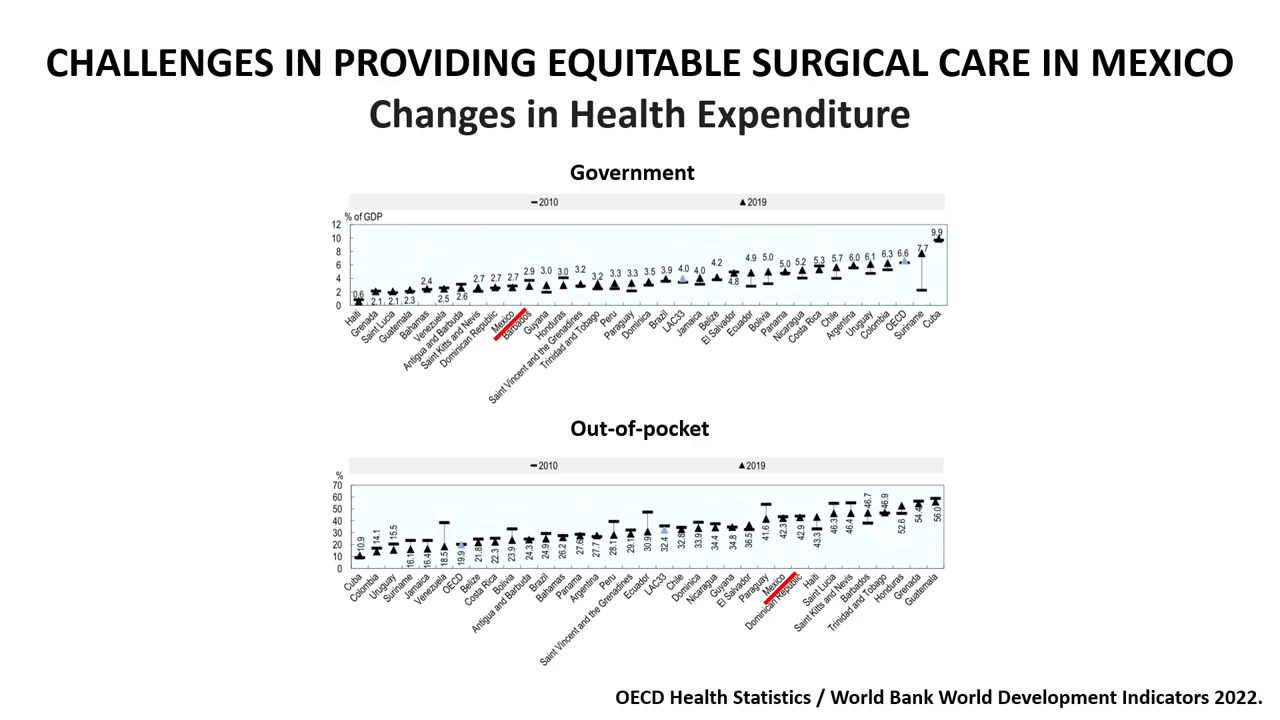 CHALLENGES IN PROVIDING EQUITABLE SURGICAL CARE IN MEXICO
Changes in Health Expenditure
Government
2010 2019
% of GDP
12
10
8
6
4
2
0
0.6 2.1 2.1 2.3 2.4 2.5 2.6 2.7 2.7 2.7 2.9 3.0 3.0 3.2 3.2 3.3 3.3 3.5 3.9 4.0 4.0 4.2 4.8 4.9 5.0 5.0 5.2 5.3 5.7 6.0 6.1 6.3 6.6 7.7 9.9
Haiti
Grenada
Saint Lucia
Guatemala
Bahamas
Venezuela
Antigua and Barbuda
Saint Kitts and Nevis
Dominican Republic
Mexico
Barbados
Guyana
Honduras
Saint Vincent and the Grenadines
Trinidad and Tobago
Peru
Paraguay
Dominica
Brazil
LAC33
Jamaica
Belize
El Salvador
Ecuador
Bolivia
Panama
Nicaragua
Costa Rica
Chile
Argentina
Uruguay
Colombia
OECD
Suriname
Cuba
Out-of-pocket
2010 2019
%
70
60
50
40
30
20
10
0
10.9 14.1 15.5 16.1 16.4 18.5 19.9 21.8 22.3 23.9 24.3 24.9 26.2 27.6 27.7 28.1 29.1 30.9 32.4 32.8 33.9 34.4 34.8 36.5 41.6 42.3 42.9 43.3 46.3 46.4 46.7 46.9 52.6 54.4 56.0
Cuba
Colombia
Uruguay
Suriname
Jamaica
Venezuela
OECD
Belize
Costa Rica
Bolivia
Antigua and Barbuda
Brazil
Bahamas
Panama
Argentina
Peru
Saint Vincent and the Grenadines
Ecuador
LAC33
Chile
Dominica
Nicaragua
Guyana
El Salvador
Paraguay
Mexico
Dominican Republic
Haiti
Saint Lucia
Saint Kitts and Nevis
Barbados
Trinidad and Tobago
Honduras
Grenada
Guatemala
OECD Health Statistics / World Bank World Development Indicators 2022.